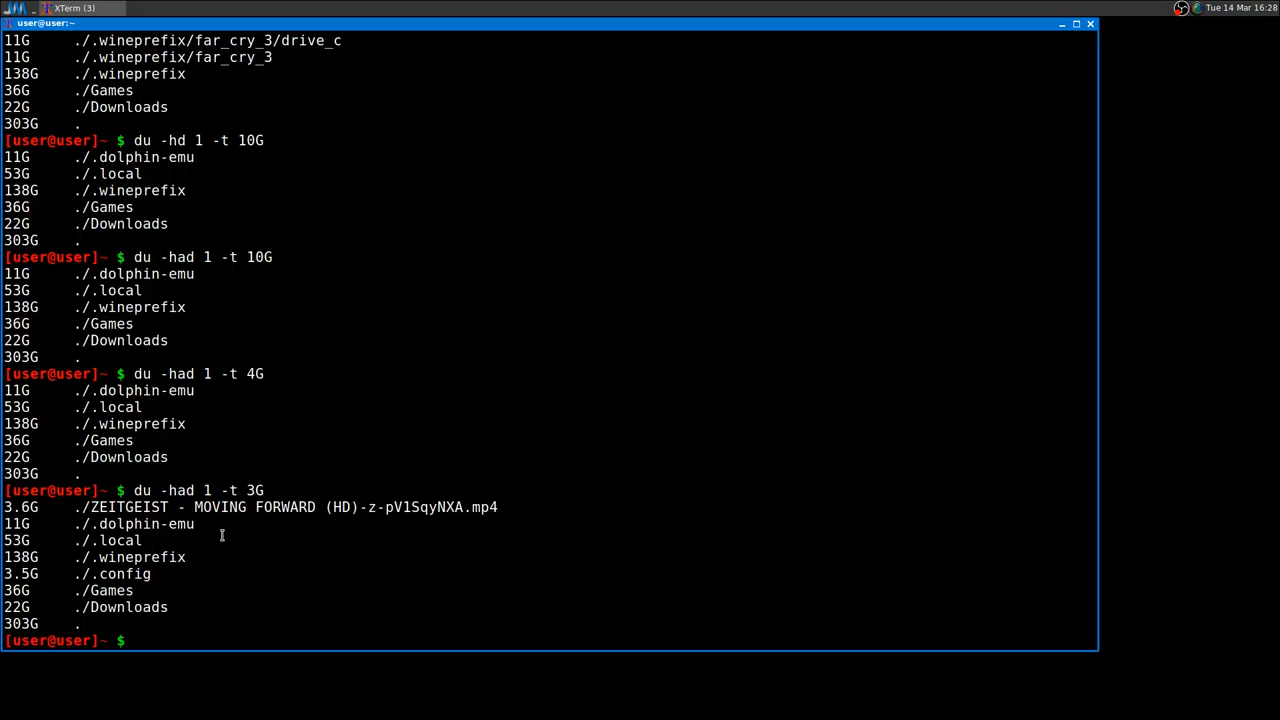 XTerm (3)
Tue 14 Mar 16:28
user@user:~
11G ./.wineprefix/far_cry_3/drive_c
11G ./.wineprefix/far_cry_3
138G ./.wineprefix
36G ./Games
22G ./Downloads
303G .
[user@user]~ $ du -hd 1 -t 10G
11G ./.dolphin-emu
53G ./.local
138G ./.wineprefix
36G ./Games
22G ./Downloads
303G .
[user@user]~ $ du -had 1 -t 10G
11G ./.dolphin-emu
53G ./.local
138G ./.wineprefix
36G ./Games
22G ./Downloads
303G .
[user@user]~ $ du -had 1 -t 4G
11G ./.dolphin-emu
53G ./.local
138G ./.wineprefix
36G ./Games
22G ./Downloads
303G .
[user@user]~ $ du -had 1 -t 3G
3.6G ./ZEITGEIST - MOVING FORWARD (HD)-z-pV1SqyNXA.mp4
11G ./.dolphin-emu
53G ./.local
138G ./.wineprefix
3.5G ./.config
36G ./Games
22G ./Downloads
303G .
[user@user]~ $